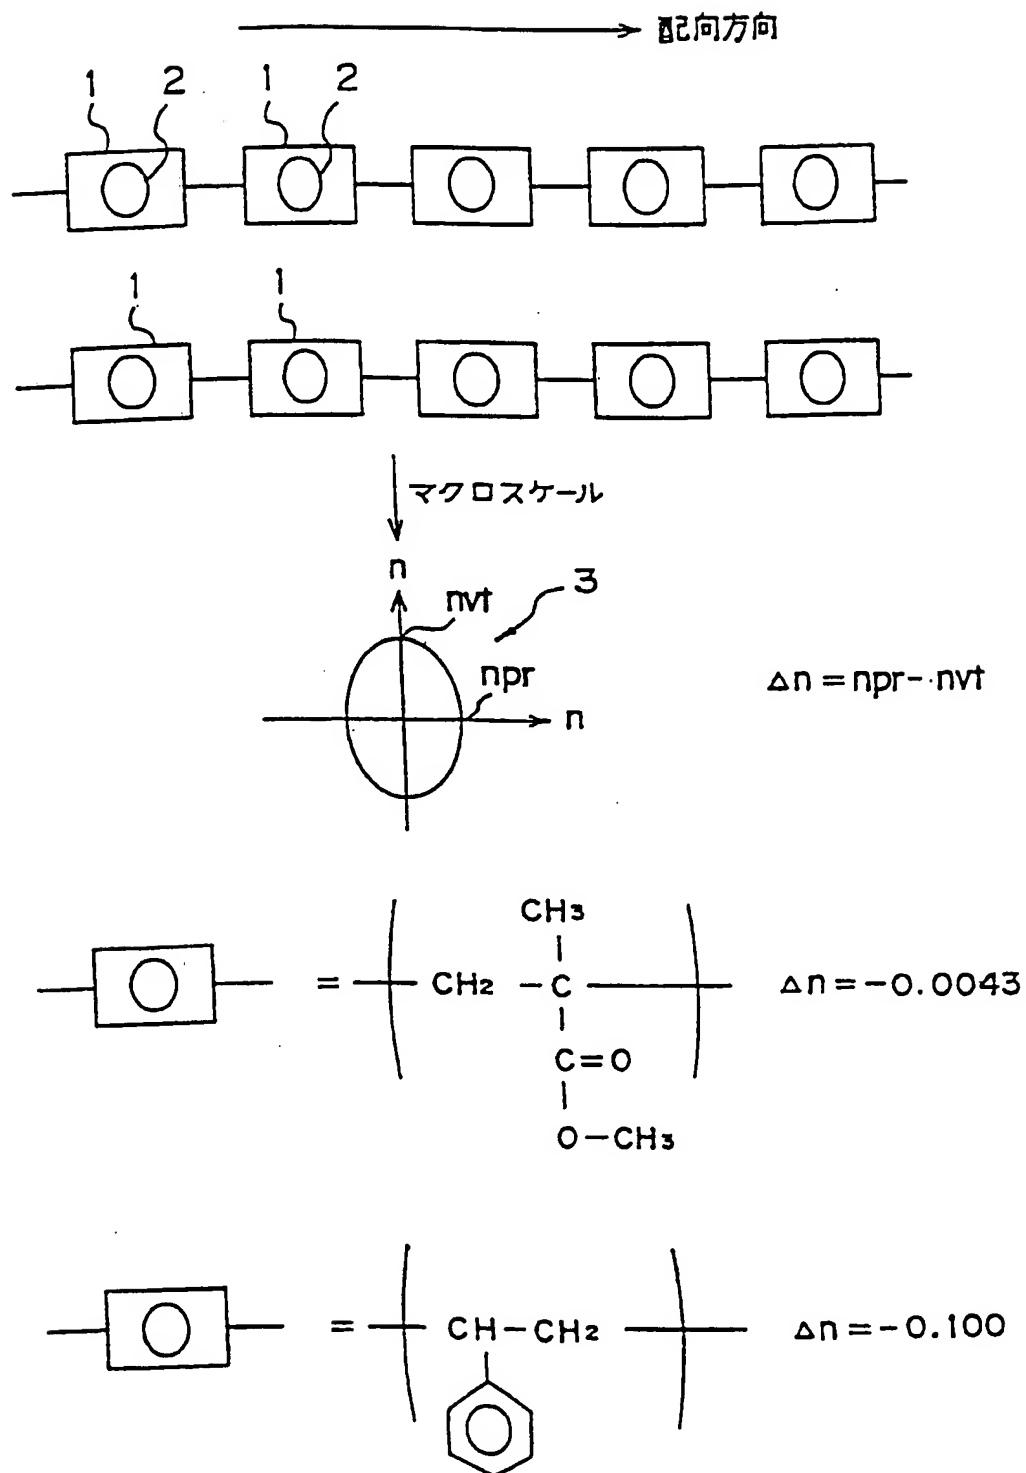 配向方向
1 2 1 2
1 1
マクロスケール
n
nvt
3
npr
n
Δn=npr-nvt
CH3
= CH2 -C Δn=-0.0043
C=O
O-CH3
= CH-CH2 Δn=-0.100